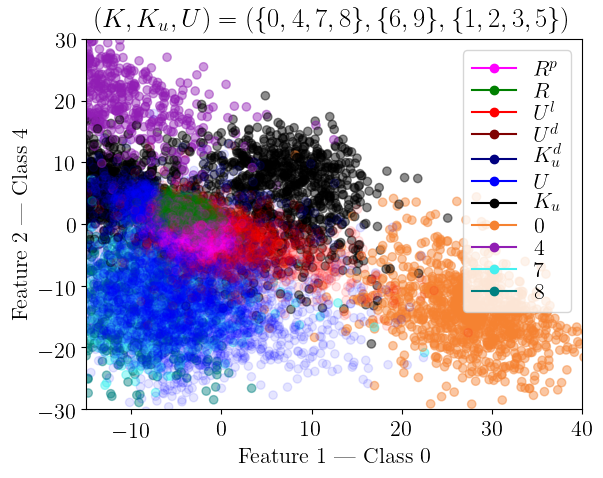 (K, K_u, U) = ({0, 4, 7, 8}, {6, 9}, {1, 2, 3, 5})
R^p
R
U^l
U^d
K_u^d
U
K_u
0
4
7
8
30
20
10
0
−10
−20
−30
Feature 2 — Class 4
−10
0
10
20
30
40
Feature 1 — Class 0